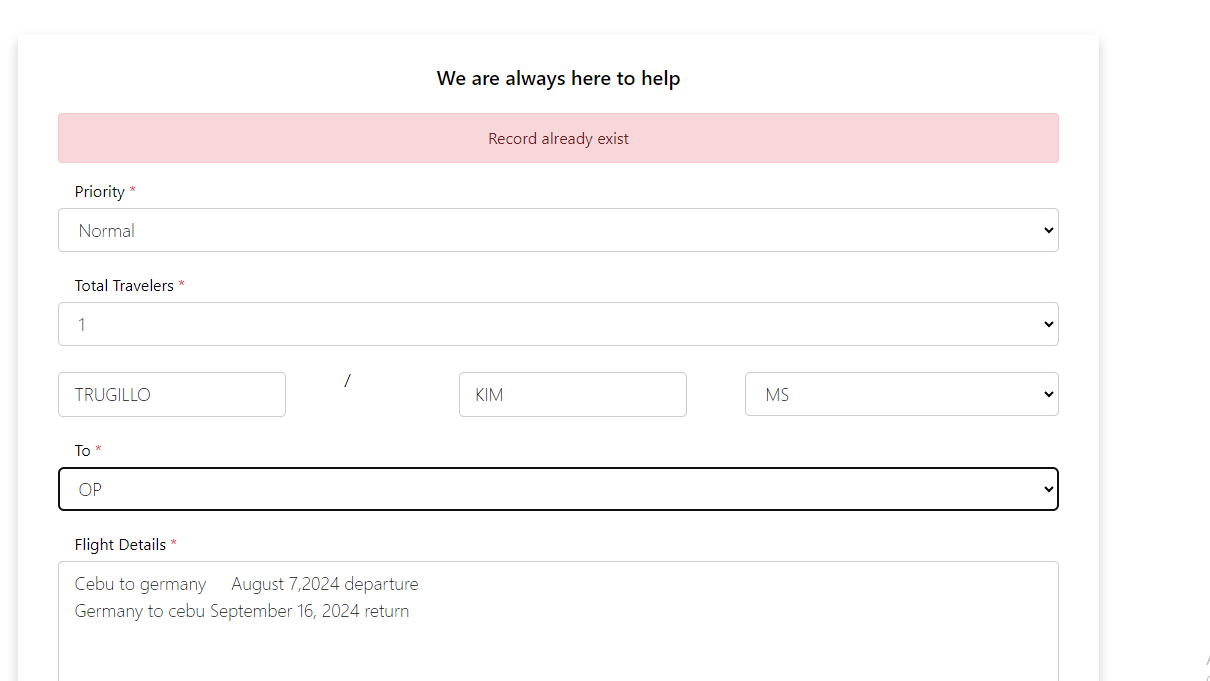 We are always here to help
Record already exist
Priority *
Normal
Total Travelers *
1
TRUGILLO / KIM MS
To *
OP
Flight Details *
Cebu to germany August 7,2024 departure
Germany to cebu September 16, 2024 return